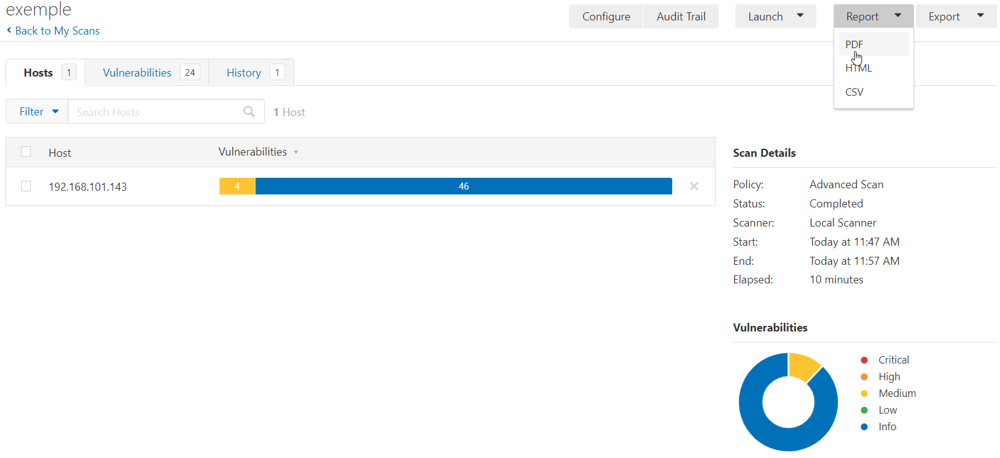 exemple
Back to My Scans
Configure
Audit Trail
Launch
Report
Export
PDF
HTML
CSV
Hosts 1
Vulnerabilities 24
History 1
Filter
Search Hosts
1 Host
Host
Vulnerabilities
192.168.101.143
4
46
Scan Details
Policy: Advanced Scan
Status: Completed
Scanner: Local Scanner
Start: Today at 11:47 AM
End: Today at 11:57 AM
Elapsed: 10 minutes
Vulnerabilities
Critical
High
Medium
Low
Info